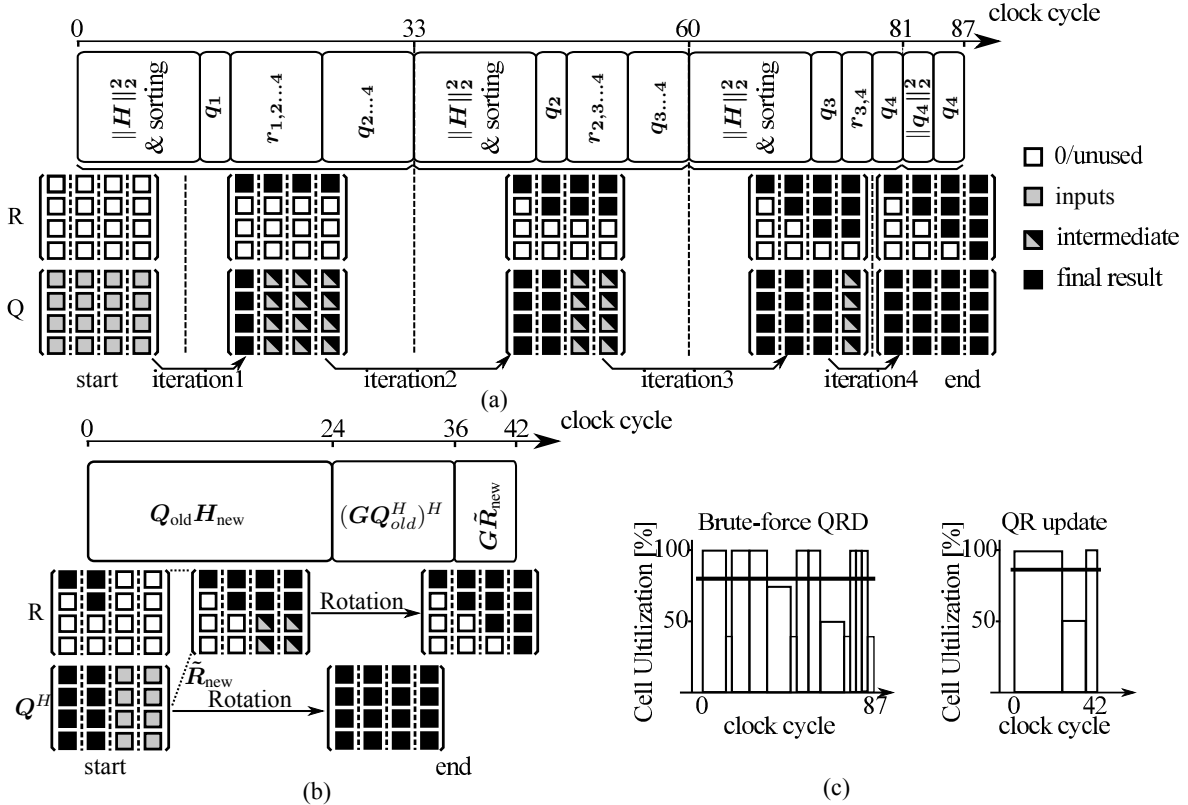 clock cycle
0 33 60 81 87
‖H‖₂² & sorting
q₁
r₁,₂…₄
q₂…₄
‖H‖₂² & sorting
q₂
r₂,₃…₄
q₃…₄
‖H‖₂² & sorting
q₃
r₃,₄
q₄
‖q₄‖₂²
q₄
0/unused
inputs
intermediate
final result
R
Q
start iteration1 iteration2 iteration3 iteration4 end
(a)
clock cycle
0 24 36 42
Q_old H_new
(GQ_old^H)^H
GR̃_new
R
Rotation
R̃_new
Q^H
Rotation
start end
(b)
Brute-force QRD
Cell Ultilization [%]
100
50
0 87
clock cycle
QR update
Cell Ultilization [%]
100
50
0 42
clock cycle
(c)